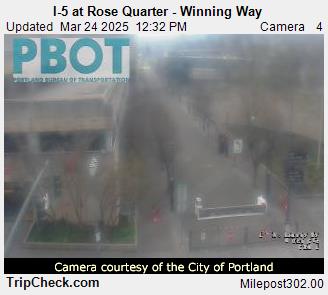 I-5 at Rose Quarter - Winning Way
Updated Mar 24 2025 12:32 PM Camera 4
PBOT
PORTLAND BUREAU OF TRANSPORTATION
Camera courtesy of the City of Portland
TripCheck.com Milepost302.00